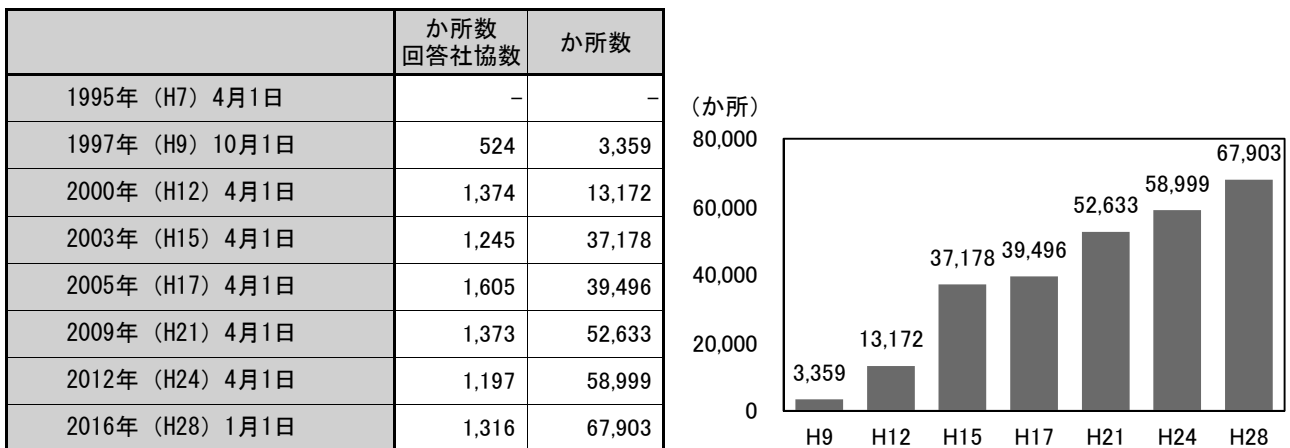 か所数
回答社協数
か所数
1995年（H7）4月1日 － －
1997年（H9）10月1日 524 3,359
2000年（H12）4月1日 1,374 13,172
2003年（H15）4月1日 1,245 37,178
2005年（H17）4月1日 1,605 39,496
2009年（H21）4月1日 1,373 52,633
2012年（H24）4月1日 1,197 58,999
2016年（H28）1月1日 1,316 67,903
（か所）
80,000
60,000
40,000
20,000
0
3,359
13,172
37,178
39,496
52,633
58,999
67,903
H9 H12 H15 H17 H21 H24 H28